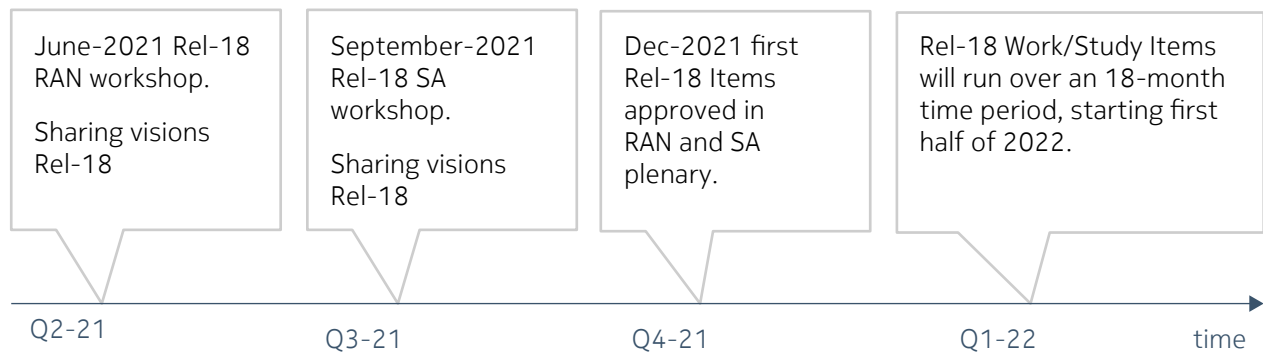 June-2021 Rel-18
RAN workshop.
Sharing visions
Rel-18
September-2021
Rel-18 SA
workshop.
Sharing visions
Rel-18
Dec-2021 first
Rel-18 Items
approved in
RAN and SA
plenary.
Rel-18 Work/Study Items
will run over an 18-month
time period, starting first
half of 2022.
Q2-21
Q3-21
Q4-21
Q1-22
time